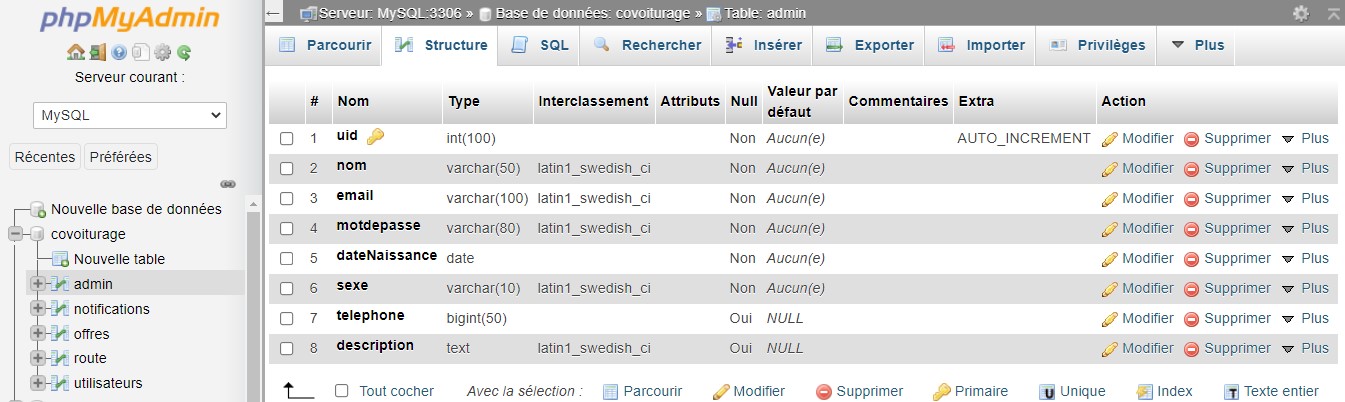 phpMyAdmin
Serveur courant :
MySQL
Récentes Préférées
Nouvelle base de données
covoiturage
Nouvelle table
admin
notifications
offres
route
utilisateurs
Serveur: MySQL:3306 » Base de données: covoiturage » Table: admin
Parcourir Structure SQL Rechercher Insérer Exporter Importer Privilèges Plus
# Nom Type Interclassement Attributs Null Valeur par défaut Commentaires Extra Action
1 uid int(100) Non Aucun(e) AUTO_INCREMENT Modifier Supprimer Plus
2 nom varchar(50) latin1_swedish_ci Non Aucun(e) Modifier Supprimer Plus
3 email varchar(100) latin1_swedish_ci Non Aucun(e) Modifier Supprimer Plus
4 motdepasse varchar(80) latin1_swedish_ci Non Aucun(e) Modifier Supprimer Plus
5 dateNaissance date Non Aucun(e) Modifier Supprimer Plus
6 sexe varchar(10) latin1_swedish_ci Non Aucun(e) Modifier Supprimer Plus
7 telephone bigint(50) Oui NULL Modifier Supprimer Plus
8 description text latin1_swedish_ci Oui NULL Modifier Supprimer Plus
Tout cocher Avec la sélection : Parcourir Modifier Supprimer Primaire Unique Index Texte entier